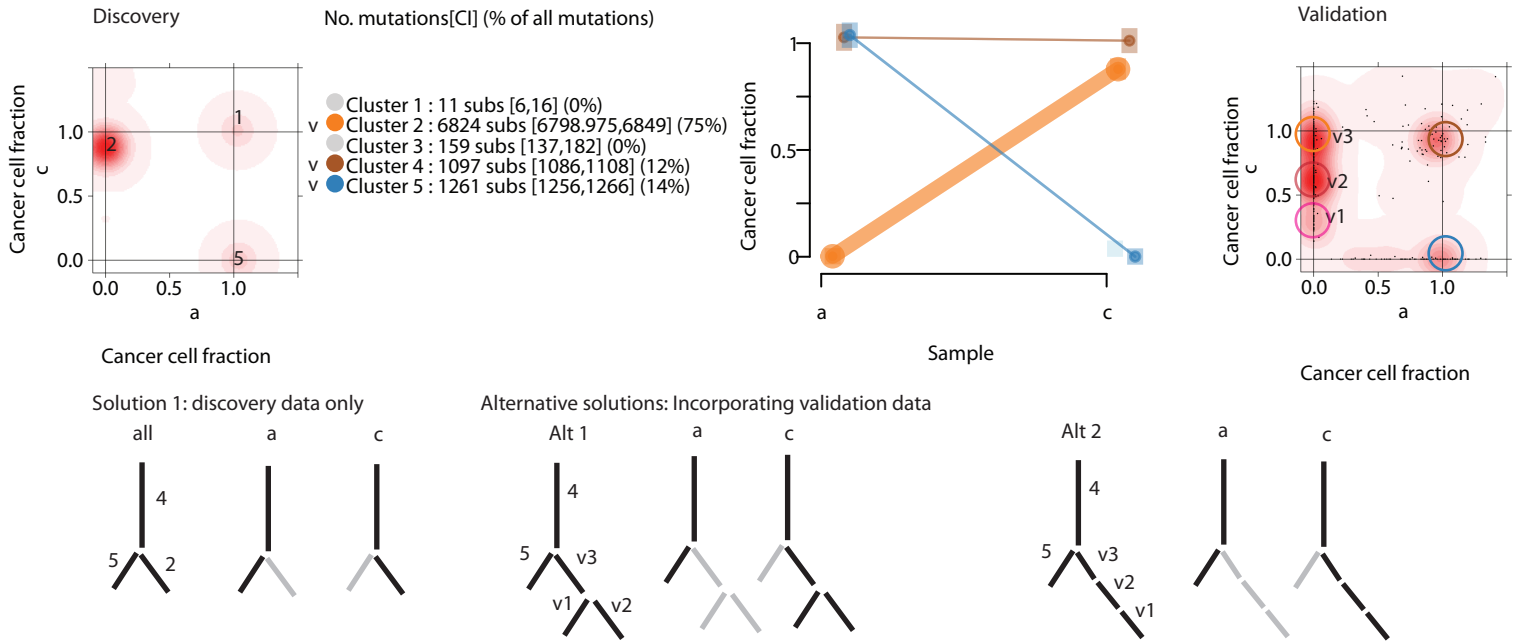 Discovery
No. mutations[CI] (% of all mutations)
Cancer cell fraction
c
1.0
0.5
0.0
1
2
5
0.0 0.5 1.0
a
Cancer cell fraction
Cluster 1 : 11 subs [6,16] (0%)
v Cluster 2 : 6824 subs [6798.975,6849] (75%)
Cluster 3 : 159 subs [137,182] (0%)
v Cluster 4 : 1097 subs [1086,1108] (12%)
v Cluster 5 : 1261 subs [1256,1266] (14%)
Cancer cell fraction
1
0.5
0
a c
Sample
Validation
Cancer cell fraction
c
1.0
0.5
0.0
v3
v2
v1
0.0 0.5 1.0
a
Cancer cell fraction
Solution 1: discovery data only
all a c
4
5 2
Alternative solutions: Incorporating validation data
Alt 1 a c
4
5 v3
v1 v2
Alt 2 a c
4
5 v3
v2
v1